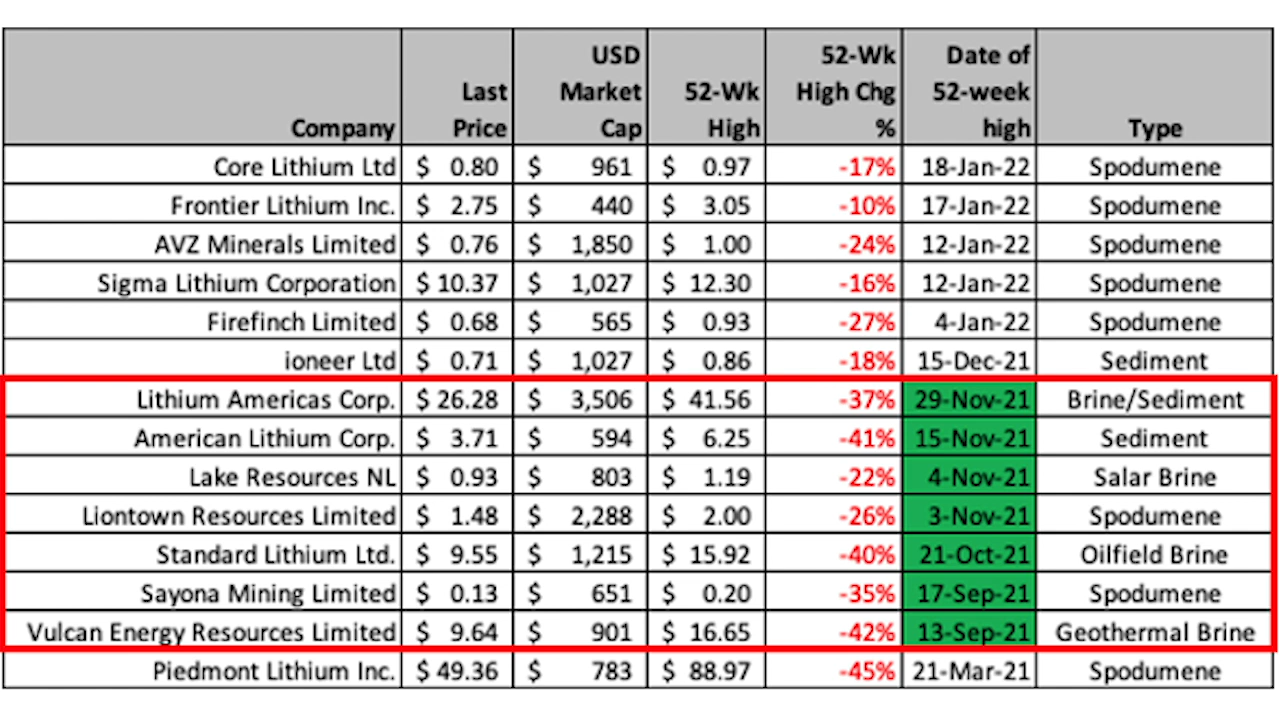 Company Last Price USD Market Cap 52-Wk High 52-Wk High Chg % Date of 52-week high Type
Core Lithium Ltd $ 0.80 $ 961 $ 0.97 -17% 18-Jan-22 Spodumene
Frontier Lithium Inc. $ 2.75 $ 440 $ 3.05 -10% 17-Jan-22 Spodumene
AVZ Minerals Limited $ 0.76 $ 1,850 $ 1.00 -24% 12-Jan-22 Spodumene
Sigma Lithium Corporation $ 10.37 $ 1,027 $ 12.30 -16% 12-Jan-22 Spodumene
Firefinch Limited $ 0.68 $ 565 $ 0.93 -27% 4-Jan-22 Spodumene
ioneer Ltd $ 0.71 $ 1,027 $ 0.86 -18% 15-Dec-21 Sediment
Lithium Americas Corp. $ 26.28 $ 3,506 $ 41.56 -37% 29-Nov-21 Brine/Sediment
American Lithium Corp. $ 3.71 $ 594 $ 6.25 -41% 15-Nov-21 Sediment
Lake Resources NL $ 0.93 $ 803 $ 1.19 -22% 4-Nov-21 Salar Brine
Liontown Resources Limited $ 1.48 $ 2,288 $ 2.00 -26% 3-Nov-21 Spodumene
Standard Lithium Ltd. $ 9.55 $ 1,215 $ 15.92 -40% 21-Oct-21 Oilfield Brine
Sayona Mining Limited $ 0.13 $ 651 $ 0.20 -35% 17-Sep-21 Spodumene
Vulcan Energy Resources Limited $ 9.64 $ 901 $ 16.65 -42% 13-Sep-21 Geothermal Brine
Piedmont Lithium Inc. $ 49.36 $ 783 $ 88.97 -45% 21-Mar-21 Spodumene